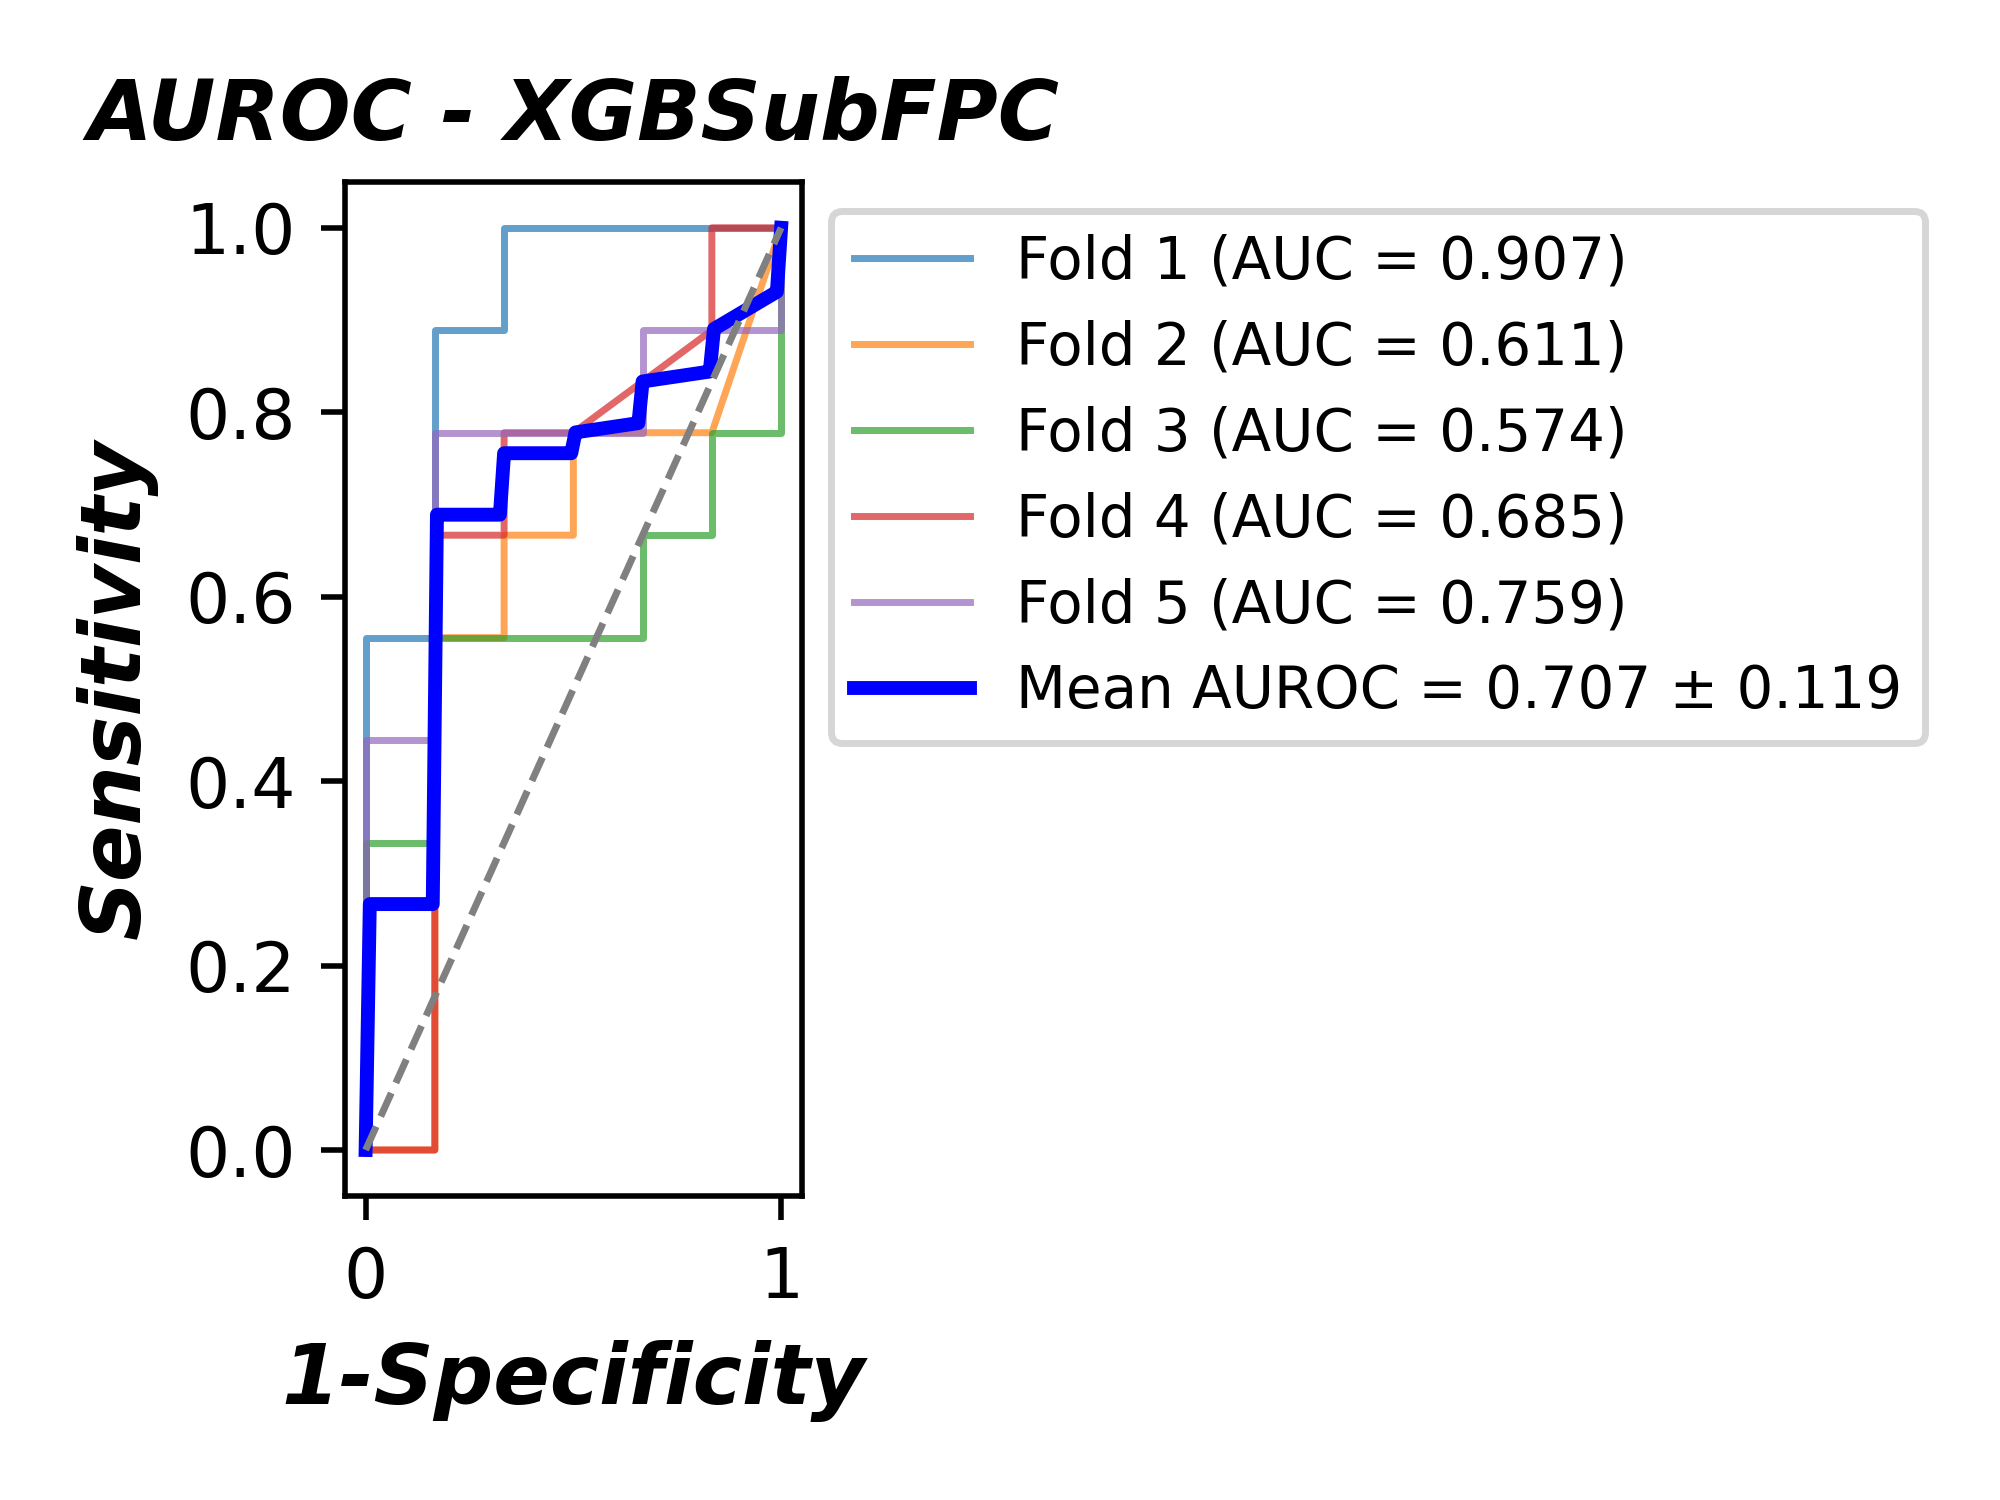 AUROC - XGBSubFPC
Sensitivity
1.0
0.8
0.6
0.4
0.2
0.0
0 1
1-Specificity
Fold 1 (AUC = 0.907)
Fold 2 (AUC = 0.611)
Fold 3 (AUC = 0.574)
Fold 4 (AUC = 0.685)
Fold 5 (AUC = 0.759)
Mean AUROC = 0.707 ± 0.119